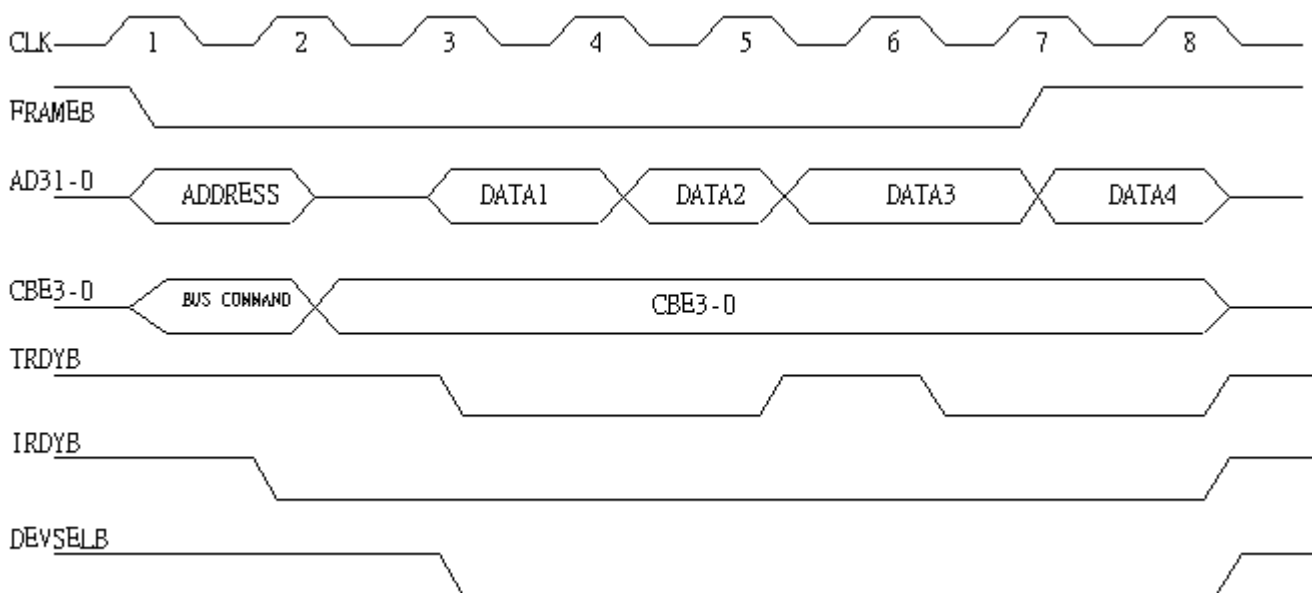 CLK 1 2 3 4 5 6 7 8
FRAMEB
AD31-0 ADDRESS DATA1 DATA2 DATA3 DATA4
CBE3-0 BUS COMMAND CBE3-0
TRDYB
IRDYB
DEVSELB